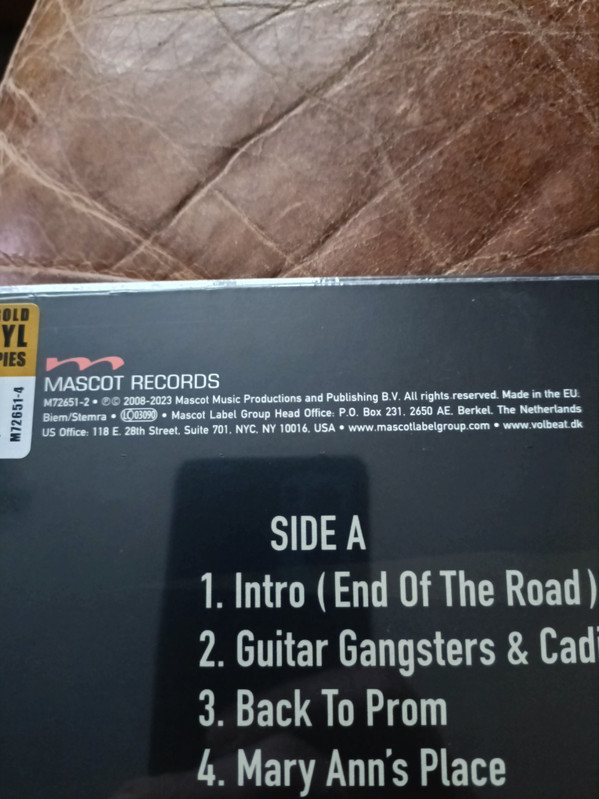 OLD
YL
PIES
M72651-4
MASCOT RECORDS
M72651-2 • ℗© 2008-2023 Mascot Music Productions and Publishing B.V. All rights reserved. Made in the EU.
Biem/Stemra • LC03090 • Mascot Label Group Head Office: P.O. Box 231, 2650 AE, Berkel, The Netherlands
US Office: 118 E. 28th Street, Suite 701, NYC, NY 10016, USA • www.mascotlabelgroup.com • www.volbeat.dk
SIDE A
1. Intro (End Of The Road)
2. Guitar Gangsters & Cadi
3. Back To Prom
4. Mary Ann's Place